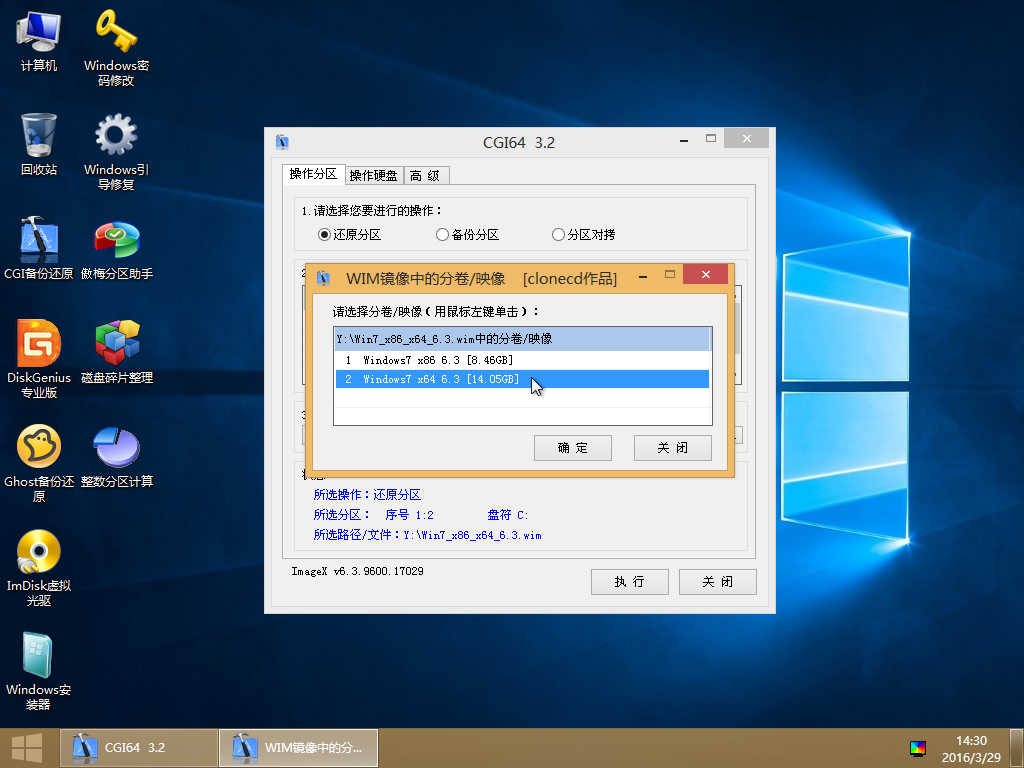 计算机
Windows密
码修改
回收站
Windows引
导修复
CGI备份还原
傲梅分区助手
DiskGenius
专业版
磁盘碎片整理
Ghost备份还
原
整数分区计算
ImDisk虚拟
光驱
Windows安
装器
CGI64 3.2
操作分区
操作硬盘
高 级
1.请选择您要进行的操作：
还原分区
备份分区
分区对拷
WIM镜像中的分卷/映像 [clonecd作品]
请选择分卷/映像(用鼠标左键单击)：
Y:\Win7_x86_x64_6.3.wim中的分卷/映像
1 Windows7 x86 6.3 [8.46GB]
2 Windows7 x64 6.3 [14.05GB]
确 定
关 闭
所选操作：还原分区
所选分区： 序号 1:2 盘符 C:
所选路径/文件：Y:\Win7_x86_x64_6.3.wim
ImageX v6.3.9600.17029
执 行
关 闭
CGI64 3.2
WIM镜像中的分...
14:30
2016/3/29